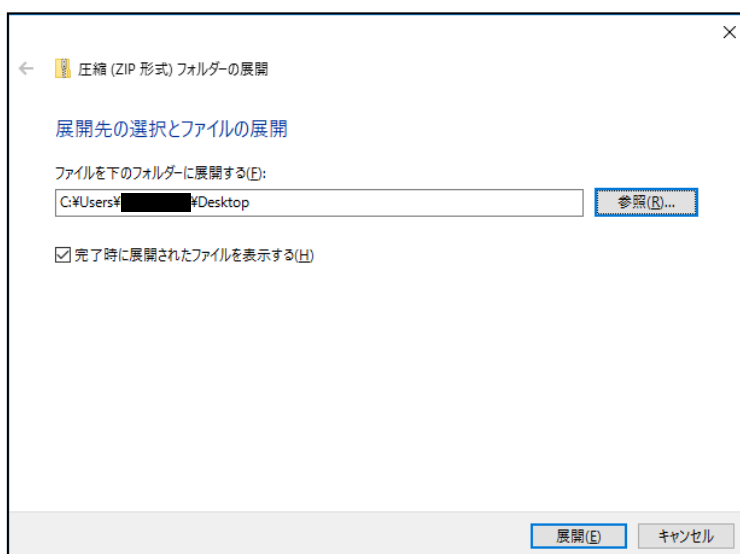 圧縮 (ZIP 形式) フォルダーの展開
展開先の選択とファイルの展開
ファイルを下のフォルダーに展開する(F):
C:¥Users¥ ¥Desktop
参照(R)...
完了時に展開されたファイルを表示する(H)
展開(E)
キャンセル